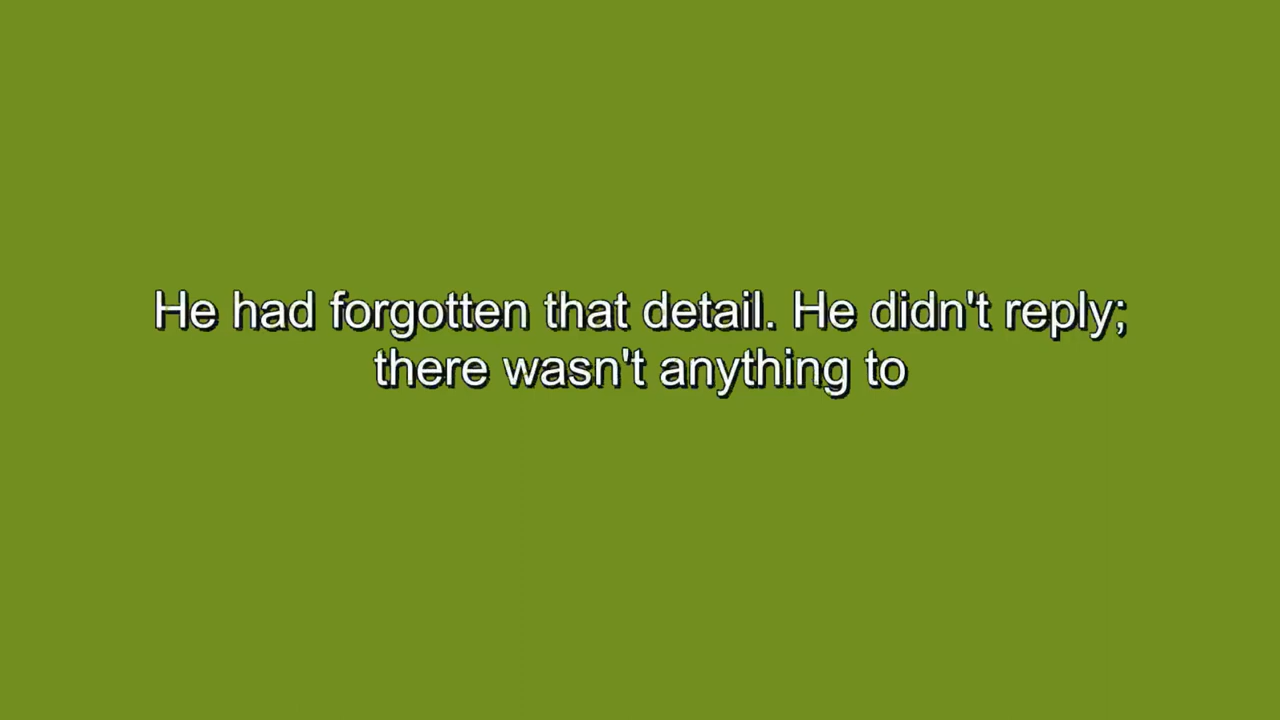 He had forgotten that detail. He didn't reply;
there wasn't anything to